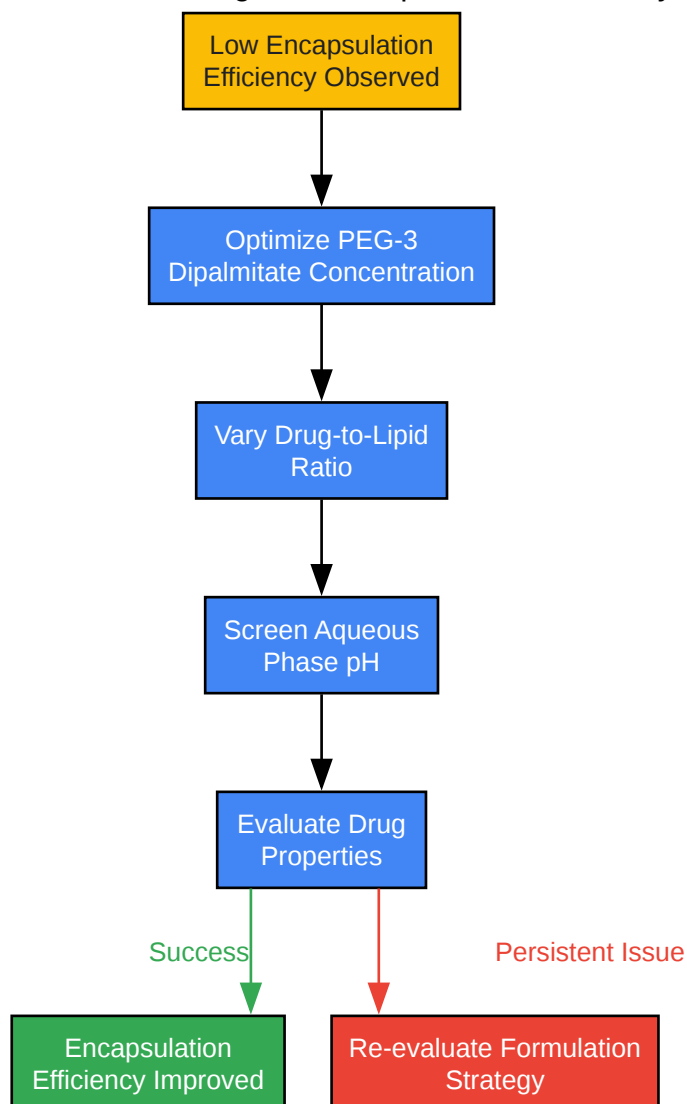 Low Encapsulation
Efficiency Observed
Optimize PEG-3
Dipalmitate Concentration
Vary Drug-to-Lipid
Ratio
Screen Aqueous
Phase pH
Evaluate Drug
Properties
Success
Persistent Issue
Encapsulation
Efficiency Improved
Re-evaluate Formulation
Strategy